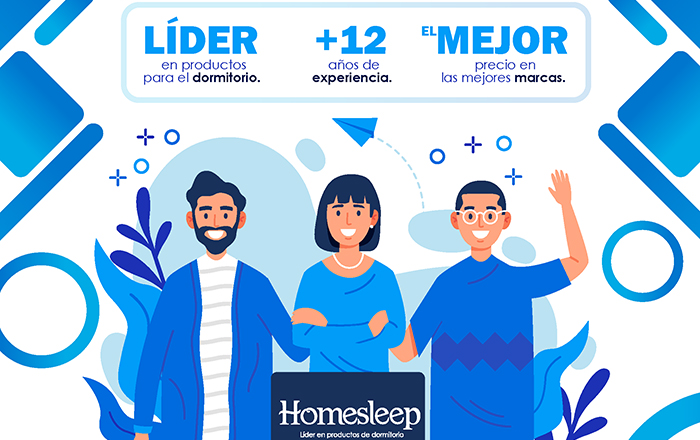 LÍDER
en productos
para el dormitorio.
+12
años de
experiencia.
EL MEJOR
precio en
las mejores marcas.
Homesleep
Líder en productos de dormitorio